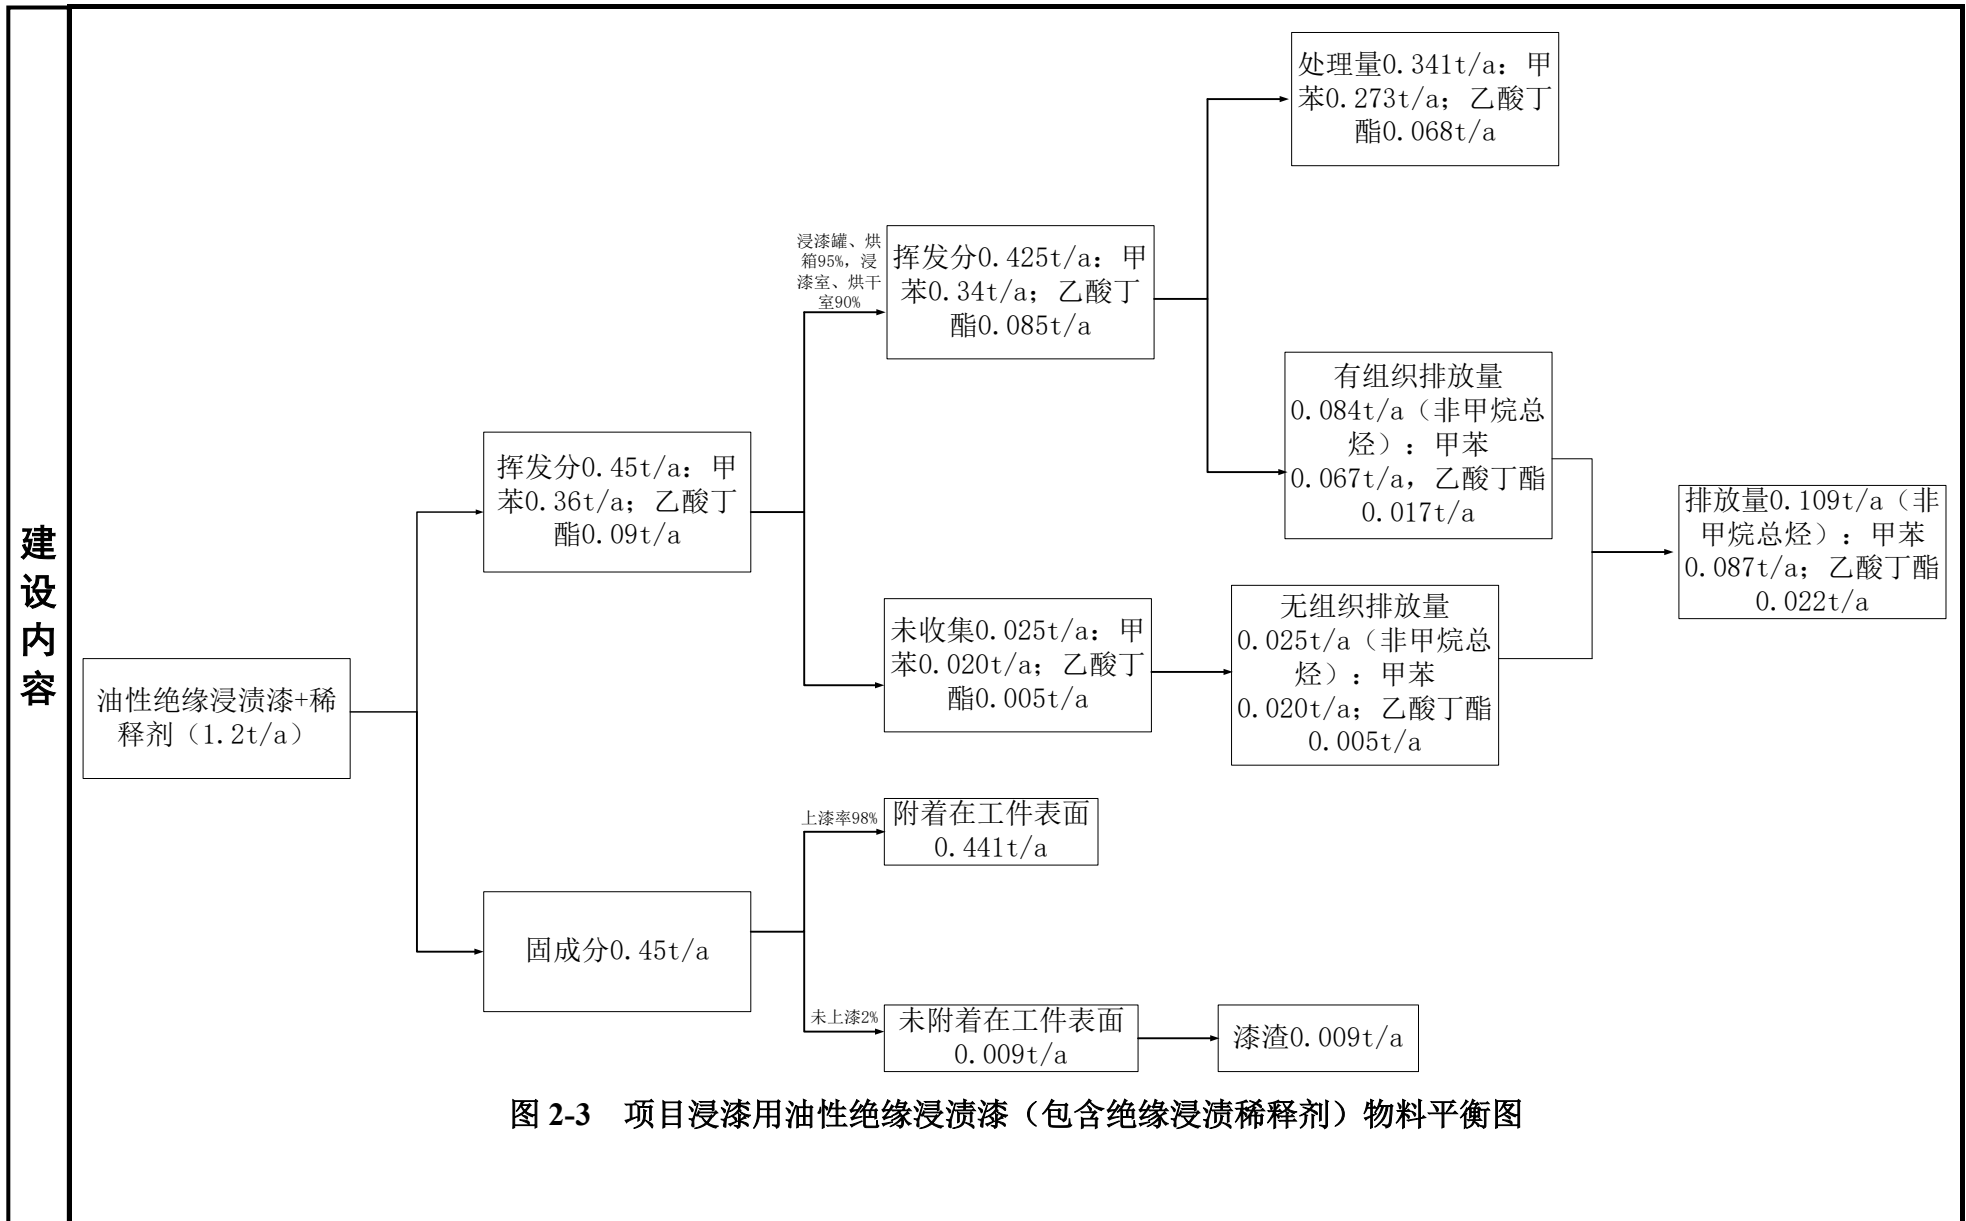 建
设
内
容
油性绝缘浸渍漆+稀
释剂（1.2t/a）
挥发分0.45t/a：甲
苯0.36t/a；乙酸丁
酯0.09t/a
固成分0.45t/a
浸漆罐、烘
箱95%，浸
漆室、烘干
室90%
挥发分0.425t/a：甲
苯0.34t/a；乙酸丁
酯0.085t/a
未收集0.025t/a：甲
苯0.020t/a；乙酸丁
酯0.005t/a
上漆率98%
附着在工件表面
0.441t/a
未上漆2%
未附着在工件表面
0.009t/a
漆渣0.009t/a
处理量0.341t/a：甲
苯0.273t/a；乙酸丁
酯0.068t/a
有组织排放量
0.084t/a（非甲烷总
烃）：甲苯
0.067t/a，乙酸丁酯
0.017t/a
无组织排放量
0.025t/a（非甲烷总
烃）：甲苯
0.020t/a；乙酸丁酯
0.005t/a
排放量0.109t/a（非
甲烷总烃）：甲苯
0.087t/a；乙酸丁酯
0.022t/a
图 2-3 项目浸漆用油性绝缘浸渍漆（包含绝缘浸渍稀释剂）物料平衡图